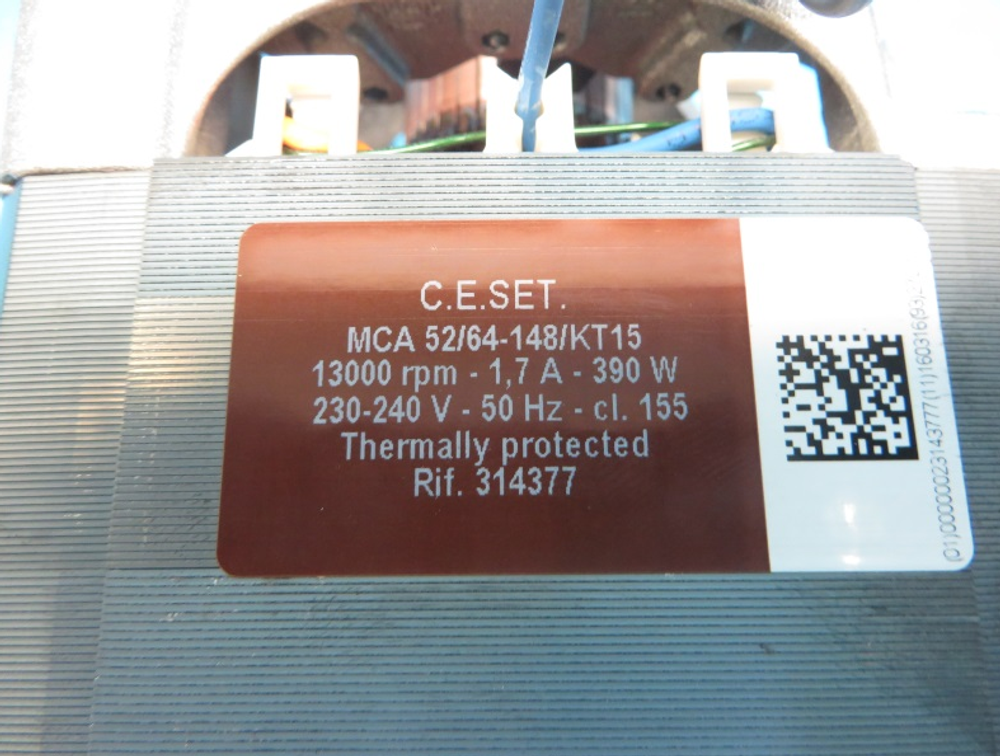 C.E.SET.
MCA 52/64-148/KT15
13000 rpm - 1,7 A - 390 W
230-240 V - 50 Hz - cl. 155
Thermally protected
Rif. 314377